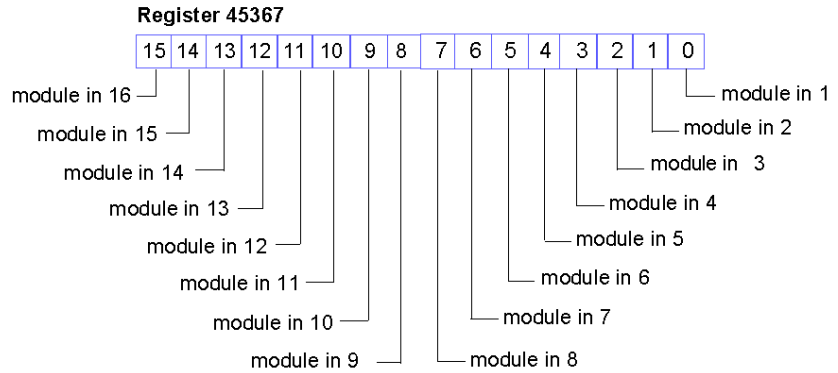 Register 45367
15 14 13 12 11 10 9 8 7 6 5 4 3 2 1 0
module in 16
module in 1
module in 15
module in 2
module in 14
module in 3
module in 13
module in 4
module in 12
module in 5
module in 11
module in 6
module in 10
module in 7
module in 9
module in 8